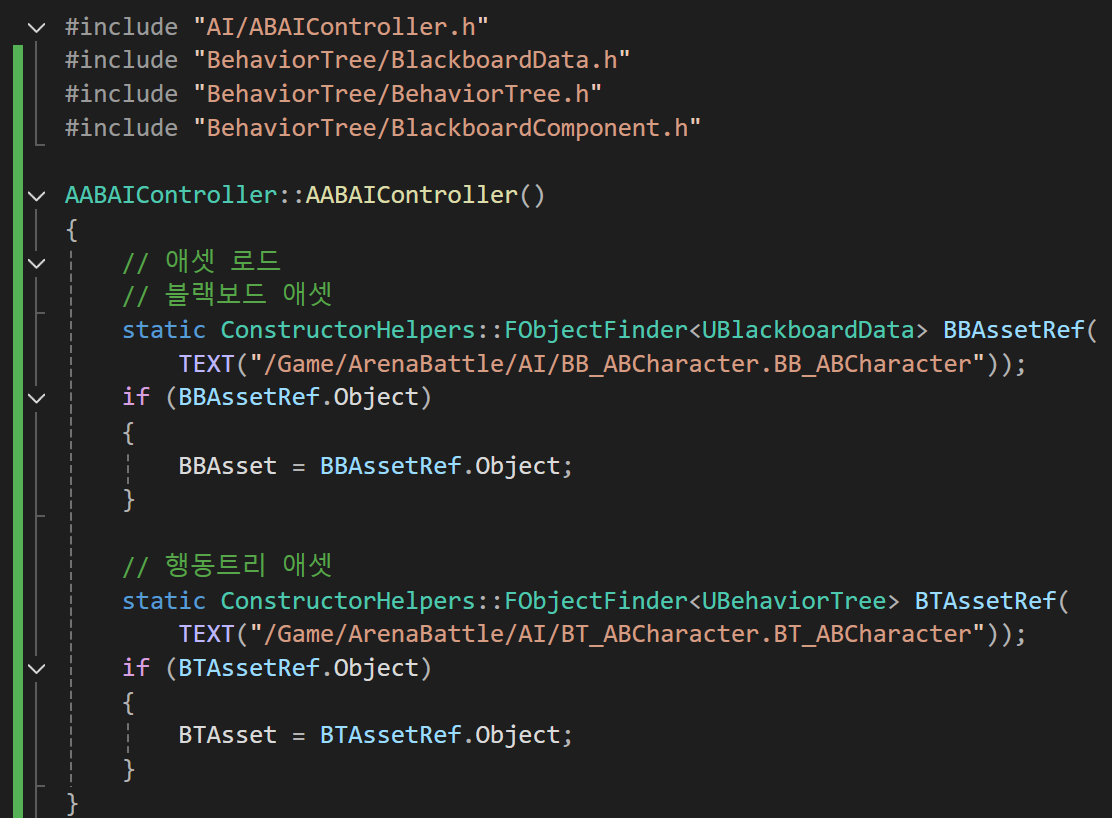 #include "AI/ABAIController.h"
#include "BehaviorTree/BlackboardData.h"
#include "BehaviorTree/BehaviorTree.h"
#include "BehaviorTree/BlackboardComponent.h"
AABAIController::AABAIController()
{
// 애셋 로드
// 블랙보드 애셋
static ConstructorHelpers::FObjectFinder<UBlackboardData> BBAssetRef(
TEXT("/Game/ArenaBattle/AI/BB_ABCharacter.BB_ABCharacter"));
if (BBAssetRef.Object)
{
BBAsset = BBAssetRef.Object;
}
// 행동트리 애셋
static ConstructorHelpers::FObjectFinder<UBehaviorTree> BTAssetRef(
TEXT("/Game/ArenaBattle/AI/BT_ABCharacter.BT_ABCharacter"));
if (BTAssetRef.Object)
{
BTAsset = BTAssetRef.Object;
}
}